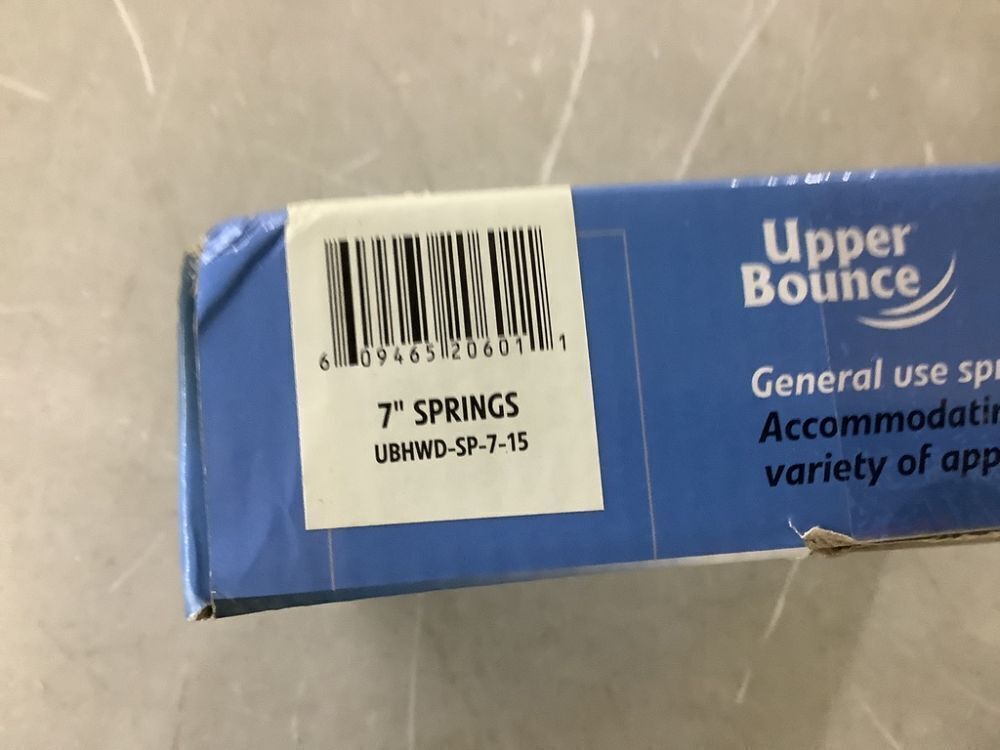 6 09465 20601 1
7" SPRINGS
UBHWD-SP-7-15
Upper
Bounce
General use
variety of